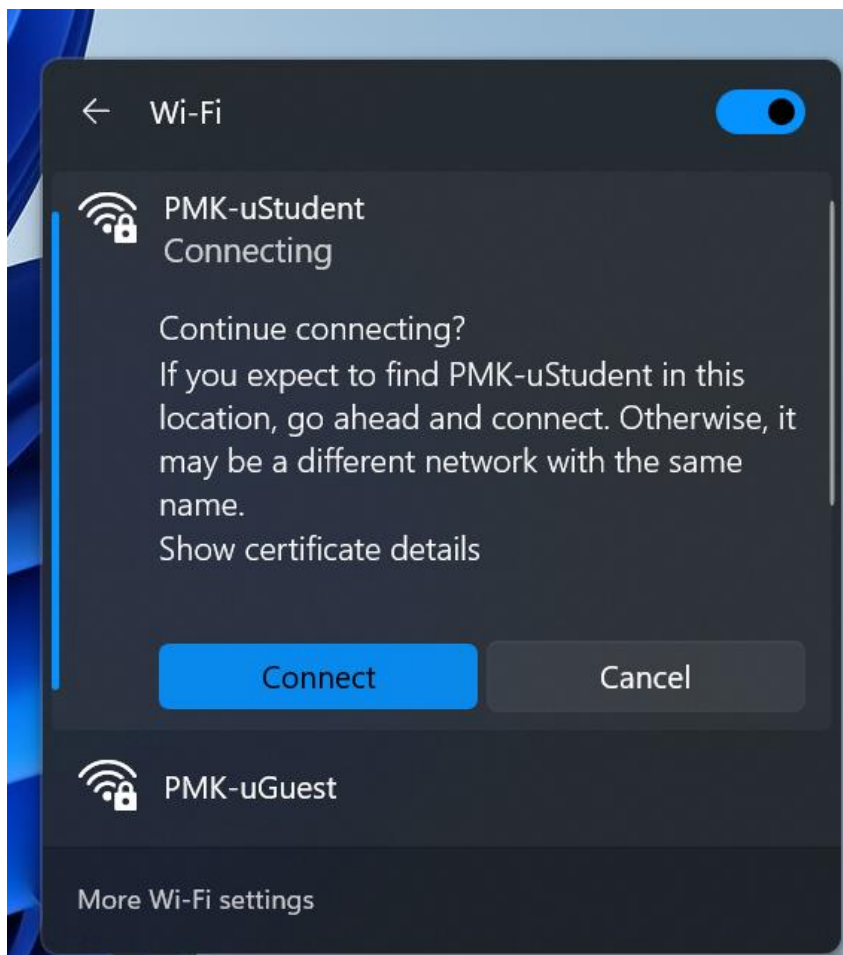 Wi-Fi
PMK-uStudent
Connecting
Continue connecting?
If you expect to find PMK-uStudent in this
location, go ahead and connect. Otherwise, it
may be a different network with the same
name.
Show certificate details
Connect Cancel
PMK-uGuest
More Wi-Fi settings